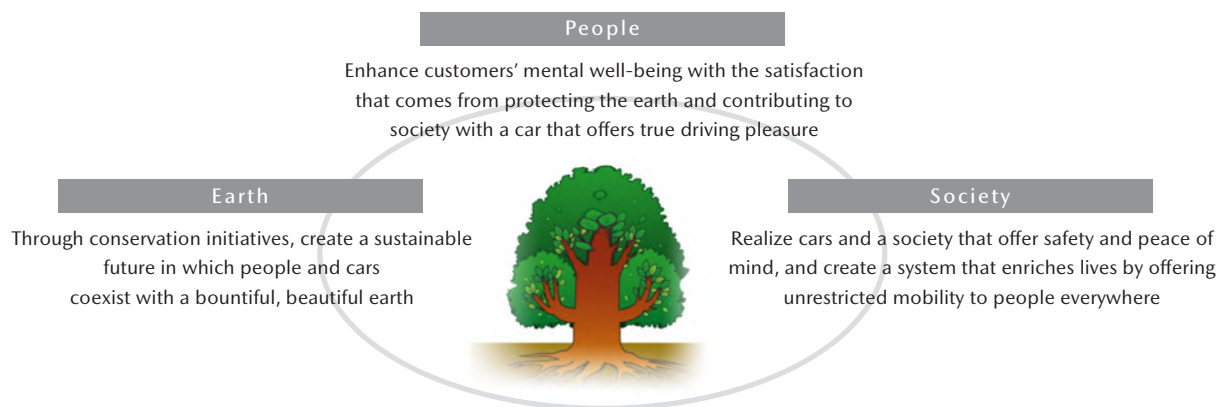 People
Enhance customers’ mental well-being with the satisfaction
that comes from protecting the earth and contributing to
society with a car that offers true driving pleasure
Earth
Through conservation initiatives, create a sustainable
future in which people and cars
coexist with a bountiful, beautiful earth
Society
Realize cars and a society that offer safety and peace of
mind, and create a system that enriches lives by offering
unrestricted mobility to people everywhere